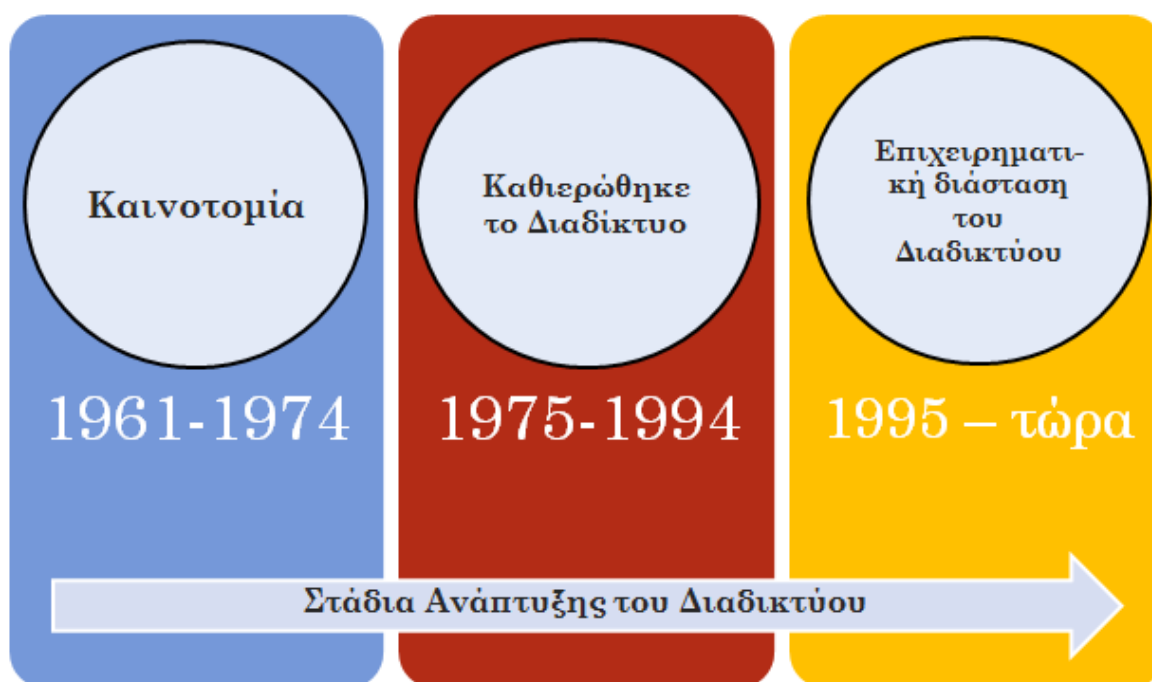 Καινοτομία
1961-1974
Καθιερώθηκε
το Διαδίκτυο
1975-1994
Επιχειρηματι-
κή διάσταση
του
Διαδικτύου
1995 – τώρα
Στάδια Ανάπτυξης του Διαδικτύου